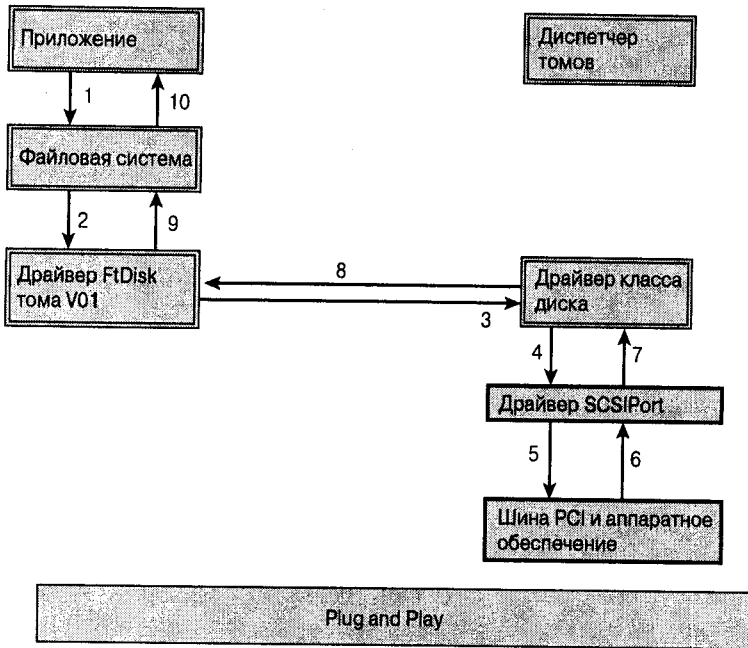 Приложение
Диспетчер
томов
1
10
Файловая система
2
9
Драйвер FtDisk
тома V01
8
3
Драйвер класса
диска
4
7
Драйвер SCSIPort
5
6
Шина PCI и аппаратное
обеспечение
Plug and Play